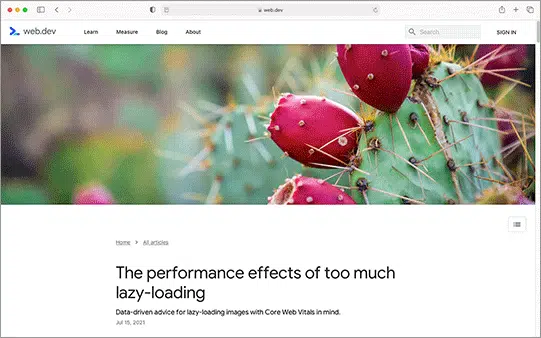 web.dev
web.dev
Learn
Measure
Blog
About
Search
SIGN IN
Home > All articles
The performance effects of too much
lazy-loading
Data-driven advice for lazy-loading images with Core Web Vitals in mind.
Jul 15, 2021